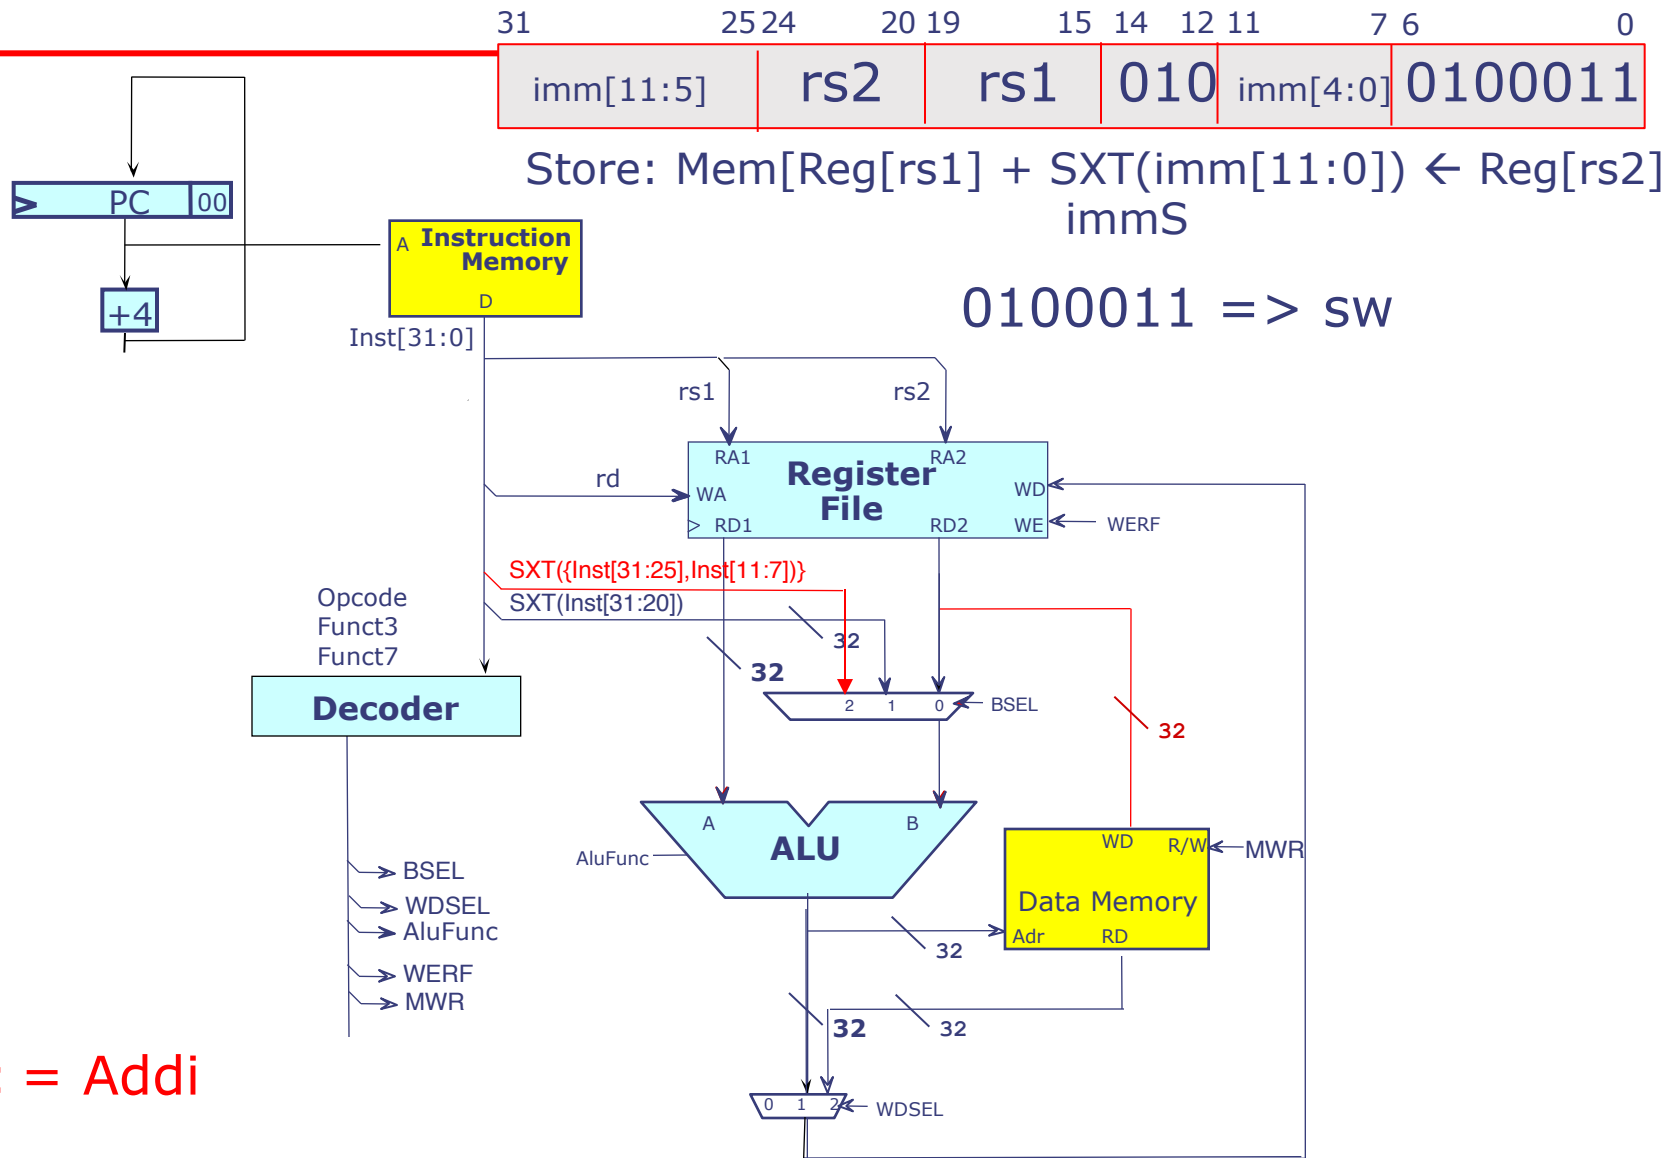 31 25 24 20 19 15 14 12 11 7 6 0
imm[11:5] rs2 rs1 010 imm[4:0] 0100011
Store: Mem[Reg[rs1] + SXT(imm[11:0]) ← Reg[rs2]
immS
PC 00
A Instruction
Memory
D
+4
0100011 => sw
Inst[31:0]
rs1 rs2
RA1 RA2
Register
File
rd
WA WD
> RD1 RD2 WE
WERF
SXT({Inst[31:25],Inst[11:7])}
SXT(Inst[31:20])
Opcode
Funct3
Funct7
32
32
Decoder
2 1 0 BSEL
32
A B
ALU
AluFunc
WD R/W MWR
Data Memory
Adr RD
BSEL
WDSEL
AluFunc
WERF
MWR
32
32 32
: = Addi
0 1 2 WDSEL